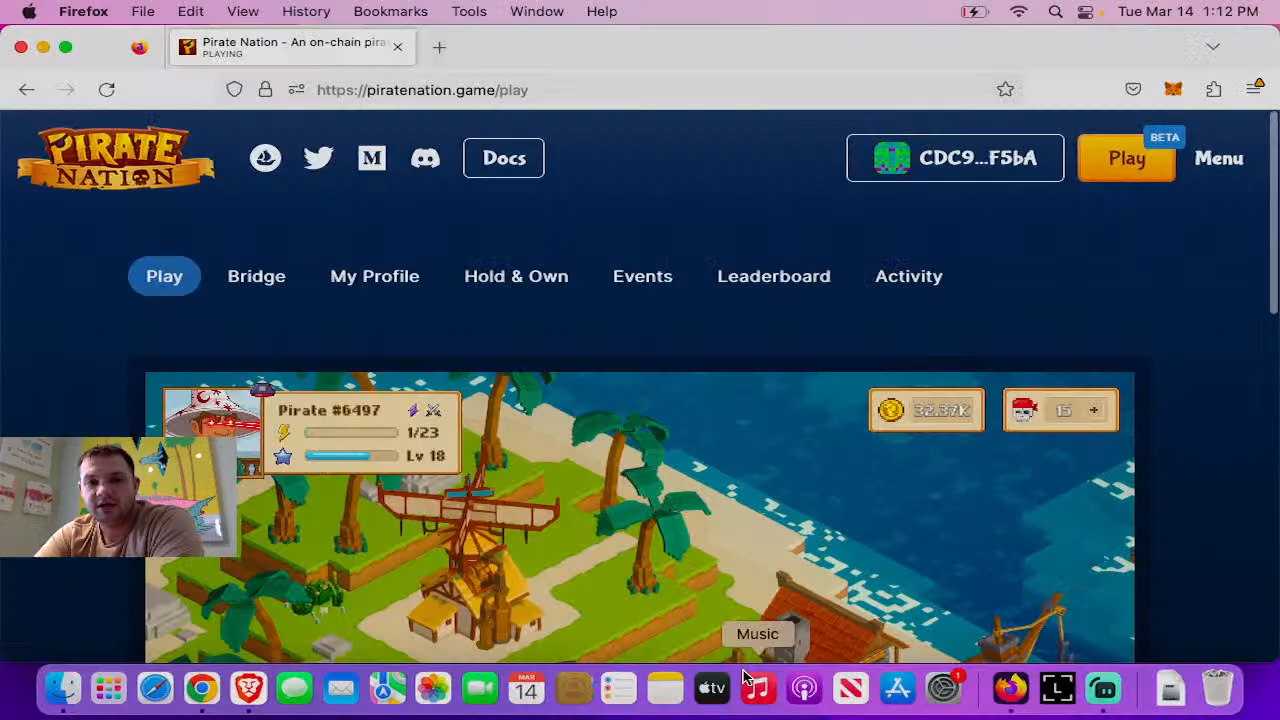 Firefox File Edit View History Bookmarks Tools Window Help Tue Mar 14 1:12 PM
Pirate Nation - An on-chain pira
PLAYING
https://piratenation.game/play
PIRATE NATION
M
Docs
CDC9...F5bA
Play
BETA
Menu
Play Bridge My Profile Hold & Own Events Leaderboard Activity
Pirate #6497
1/23
Lv 18
32.37K
15 +
Music
MAR
14
tv
1
L